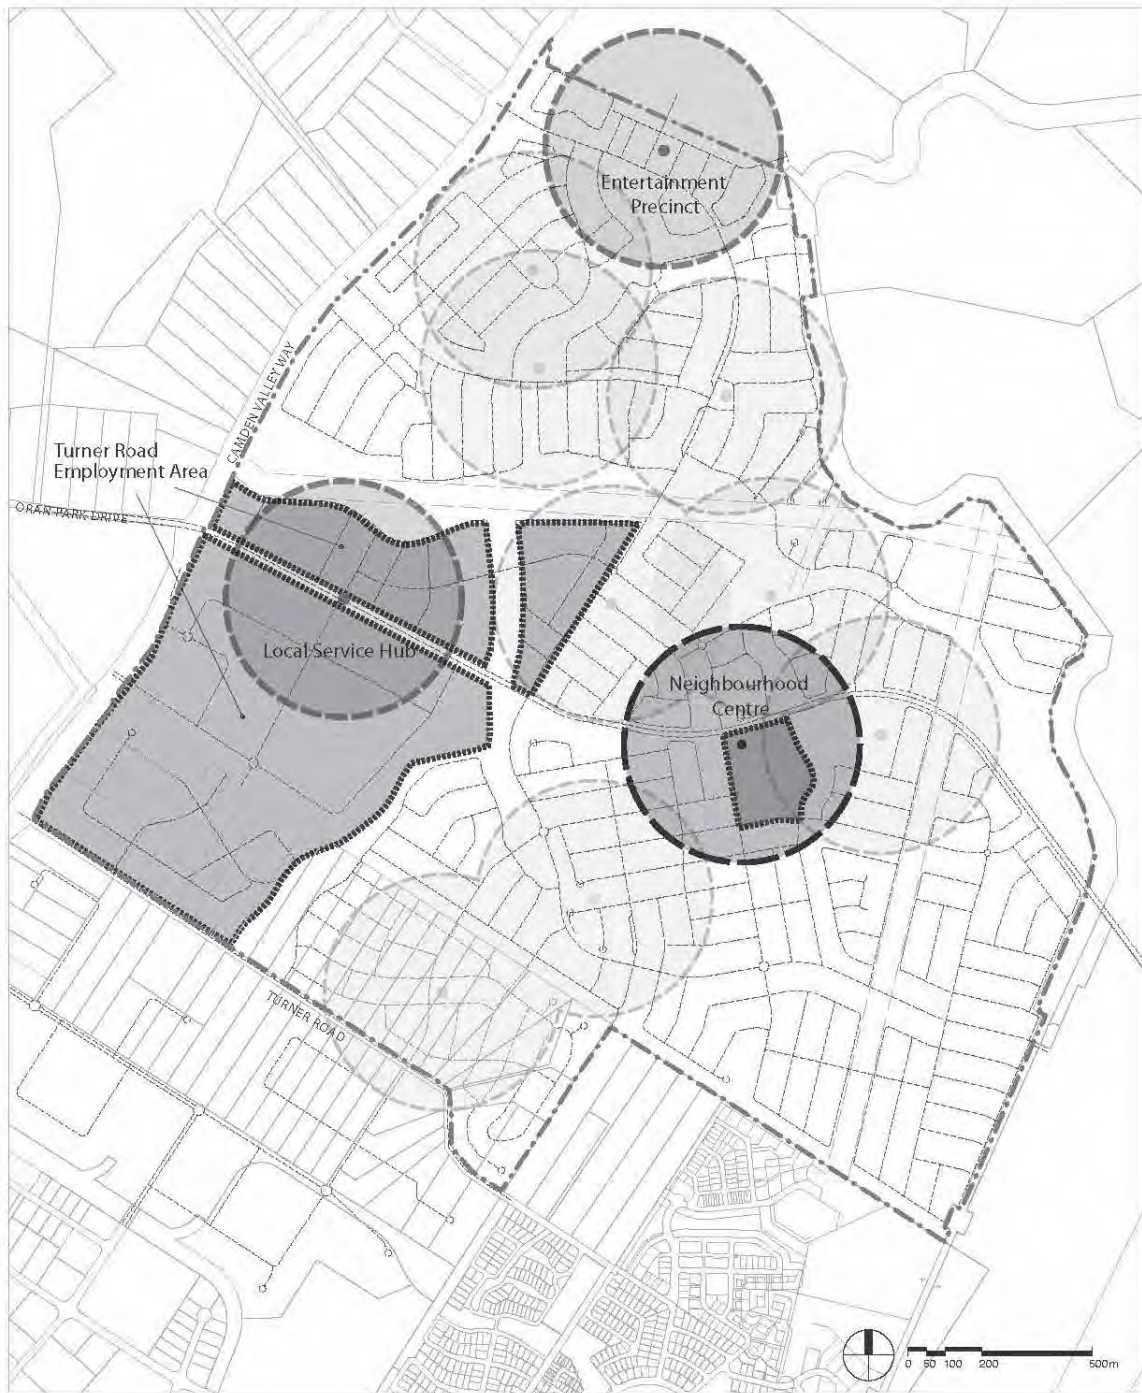 Entertainment
Precinct
CAMDEN VALLEY WAY
Turner Road
Employment Area
ORAN PARK DRIVE
Local Service Hub
Neighbourhood
Centre
TURNER ROAD
0 50 100 200 500m